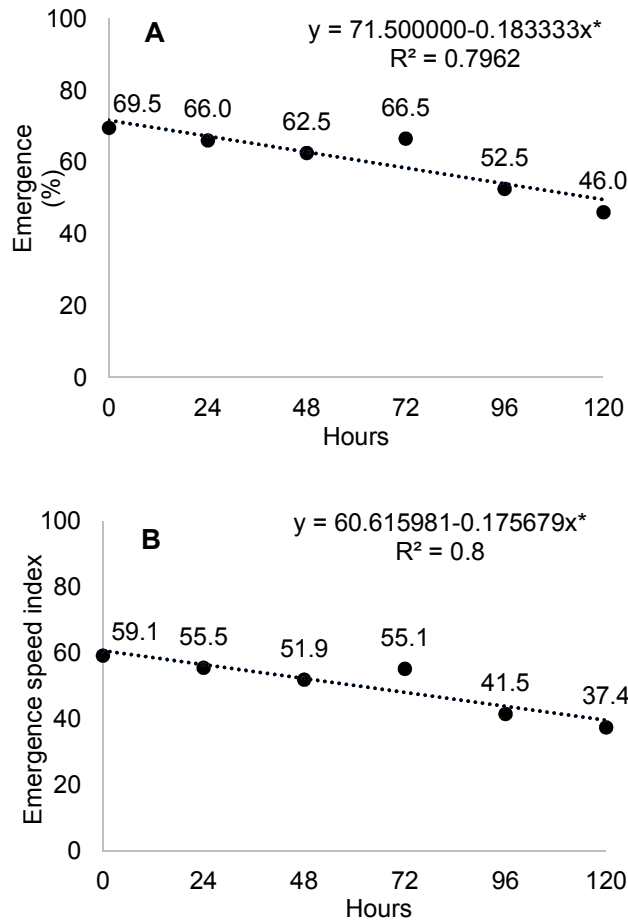 100
A
y = 71.500000-0.183333x*
R² = 0.7962
80
69.5 66.0 62.5 66.5 52.5 46.0
60
Emergence
(%)
40
20
0
0 24 48 72 96 120
Hours
100
B
y = 60.615981-0.175679x*
R² = 0.8
80
59.1 55.5 51.9 55.1 41.5 37.4
60
Emergence speed index
40
20
0
0 24 48 72 96 120
Hours